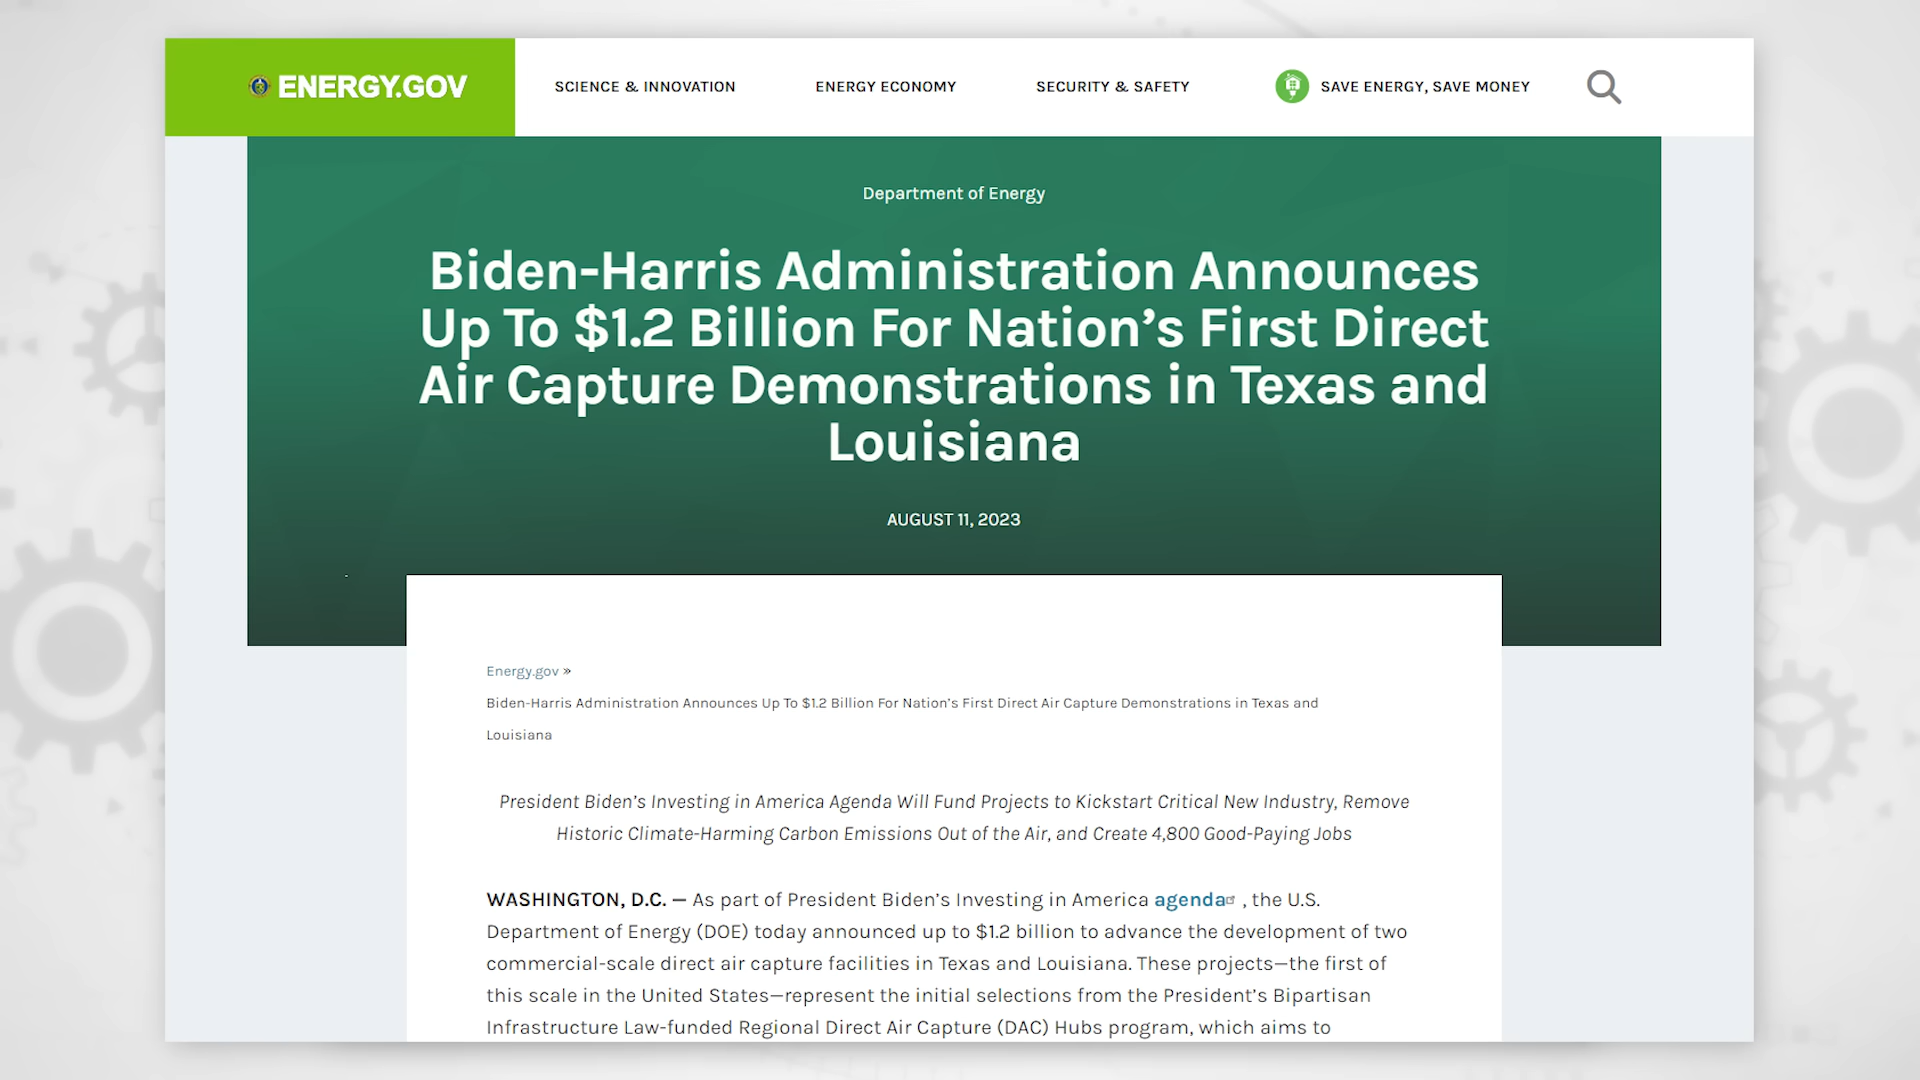 ENERGY.GOV
SCIENCE & INNOVATION
ENERGY ECONOMY
SECURITY & SAFETY
SAVE ENERGY, SAVE MONEY
Department of Energy
Biden-Harris Administration Announces
Up To $1.2 Billion For Nation’s First Direct
Air Capture Demonstrations in Texas and
Louisiana
AUGUST 11, 2023
Energy.gov »
Biden-Harris Administration Announces Up To $1.2 Billion For Nation’s First Direct Air Capture Demonstrations in Texas and
Louisiana
President Biden’s Investing in America Agenda Will Fund Projects to Kickstart Critical New Industry, Remove
Historic Climate-Harming Carbon Emissions Out of the Air, and Create 4,800 Good-Paying Jobs
WASHINGTON, D.C. — As part of President Biden’s Investing in America agenda , the U.S.
Department of Energy (DOE) today announced up to $1.2 billion to advance the development of two
commercial-scale direct air capture facilities in Texas and Louisiana. These projects—the first of
this scale in the United States—represent the initial selections from the President’s Bipartisan
Infrastructure Law-funded Regional Direct Air Capture (DAC) Hubs program, which aims to